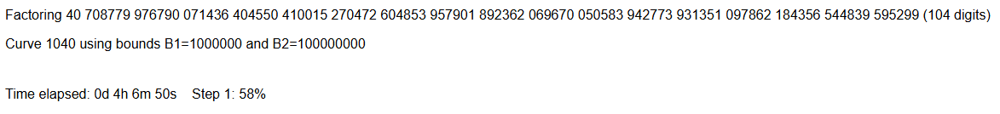 Factoring 40 708779 976790 071436 404550 410015 270472 604853 957901 892362 069670 050583 942773 931351 097862 184356 544839 595299 (104 digits)
Curve 1040 using bounds B1=1000000 and B2=100000000
Time elapsed: 0d 4h 6m 50s Step 1: 58%